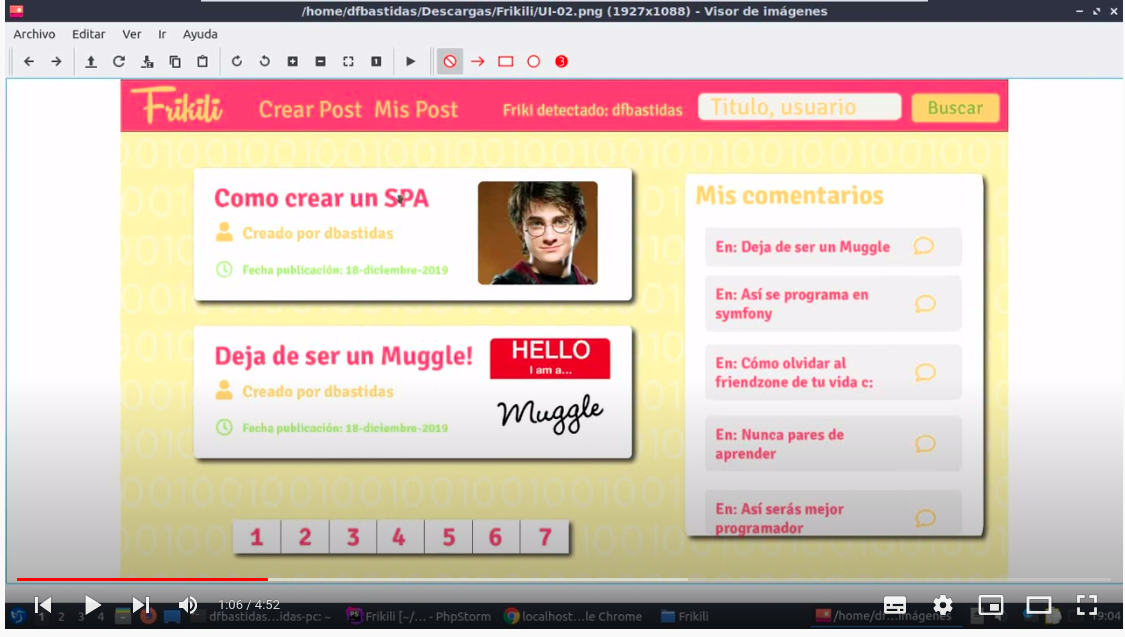 /home/dfbastidas/Descargas/Frikili/UI-02.png (1927x1088) - Visor de imágenes
Archivo Editar Ver Ir Ayuda
Frikili Crear Post Mis Post Friki detectado: dfbastidas Titulo, usuario Buscar
Como crear un SPA
Creado por dbastidas
Fecha publicación: 18-diciembre-2019
Deja de ser un Muggle!
Creado por dbastidas
Fecha publicación: 18-diciembre-2019
HELLO
I am a...
Muggle
1 2 3 4 5 6 7
Mis comentarios
En: Deja de ser un Muggle
En: Así se programa en
symfony
En: Cómo olvidar al
friendzone de tu vida c:
En: Nunca pares de
aprender
En: Así serás mejor
programador
1:06 / 4:52
1 2 3 4 dfbastidas...idas-pc: ~ Frikili [~/... - PhpStorm localhost...le Chrome Frikili /home/df...imágenes 19:04